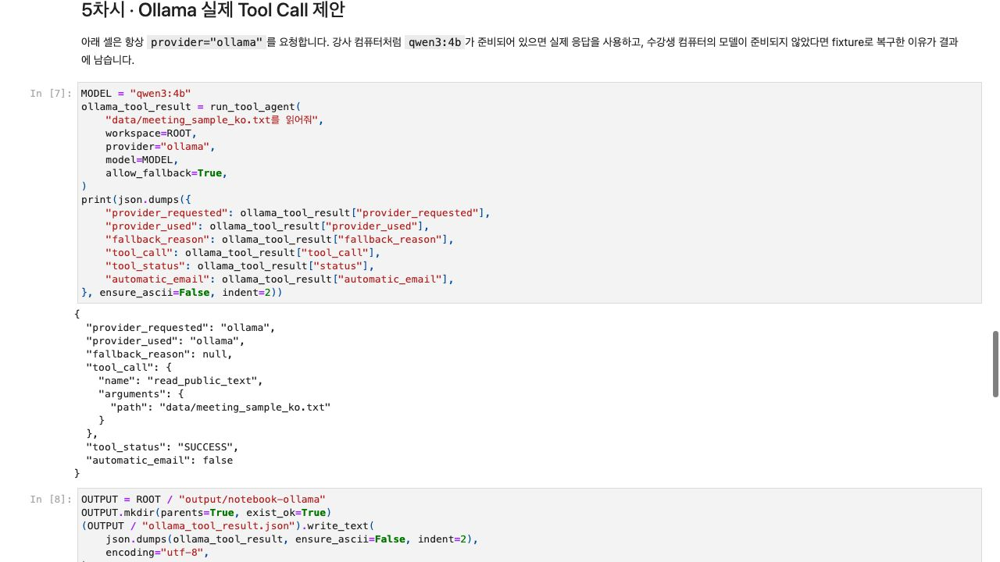 5차시 · Ollama 실제 Tool Call 제안
아래 셀은 항상 provider="ollama" 를 요청합니다. 강사 컴퓨터처럼 qwen3:4b 가 준비되어 있으면 실제 응답을 사용하고, 수강생 컴퓨터의 모델이 준비되지 않았다면 fixture로 복구한 이유가 결과
에 남습니다.
In [7]: MODEL = "qwen3:4b"
ollama_tool_result = run_tool_agent(
    "data/meeting_sample_ko.txt를 읽어줘",
    workspace=ROOT,
    provider="ollama",
    model=MODEL,
    allow_fallback=True,
)
print(json.dumps({
    "provider_requested": ollama_tool_result["provider_requested"],
    "provider_used": ollama_tool_result["provider_used"],
    "fallback_reason": ollama_tool_result["fallback_reason"],
    "tool_call": ollama_tool_result["tool_call"],
    "tool_status": ollama_tool_result["status"],
    "automatic_email": ollama_tool_result["automatic_email"],
}, ensure_ascii=False, indent=2))
{
  "provider_requested": "ollama",
  "provider_used": "ollama",
  "fallback_reason": null,
  "tool_call": {
    "name": "read_public_text",
    "arguments": {
      "path": "data/meeting_sample_ko.txt"
    }
  },
  "tool_status": "SUCCESS",
  "automatic_email": false
}
In [8]: OUTPUT = ROOT / "output/notebook-ollama"
OUTPUT.mkdir(parents=True, exist_ok=True)
(OUTPUT / "ollama_tool_result.json").write_text(
    json.dumps(ollama_tool_result, ensure_ascii=False, indent=2),
    encoding="utf-8",